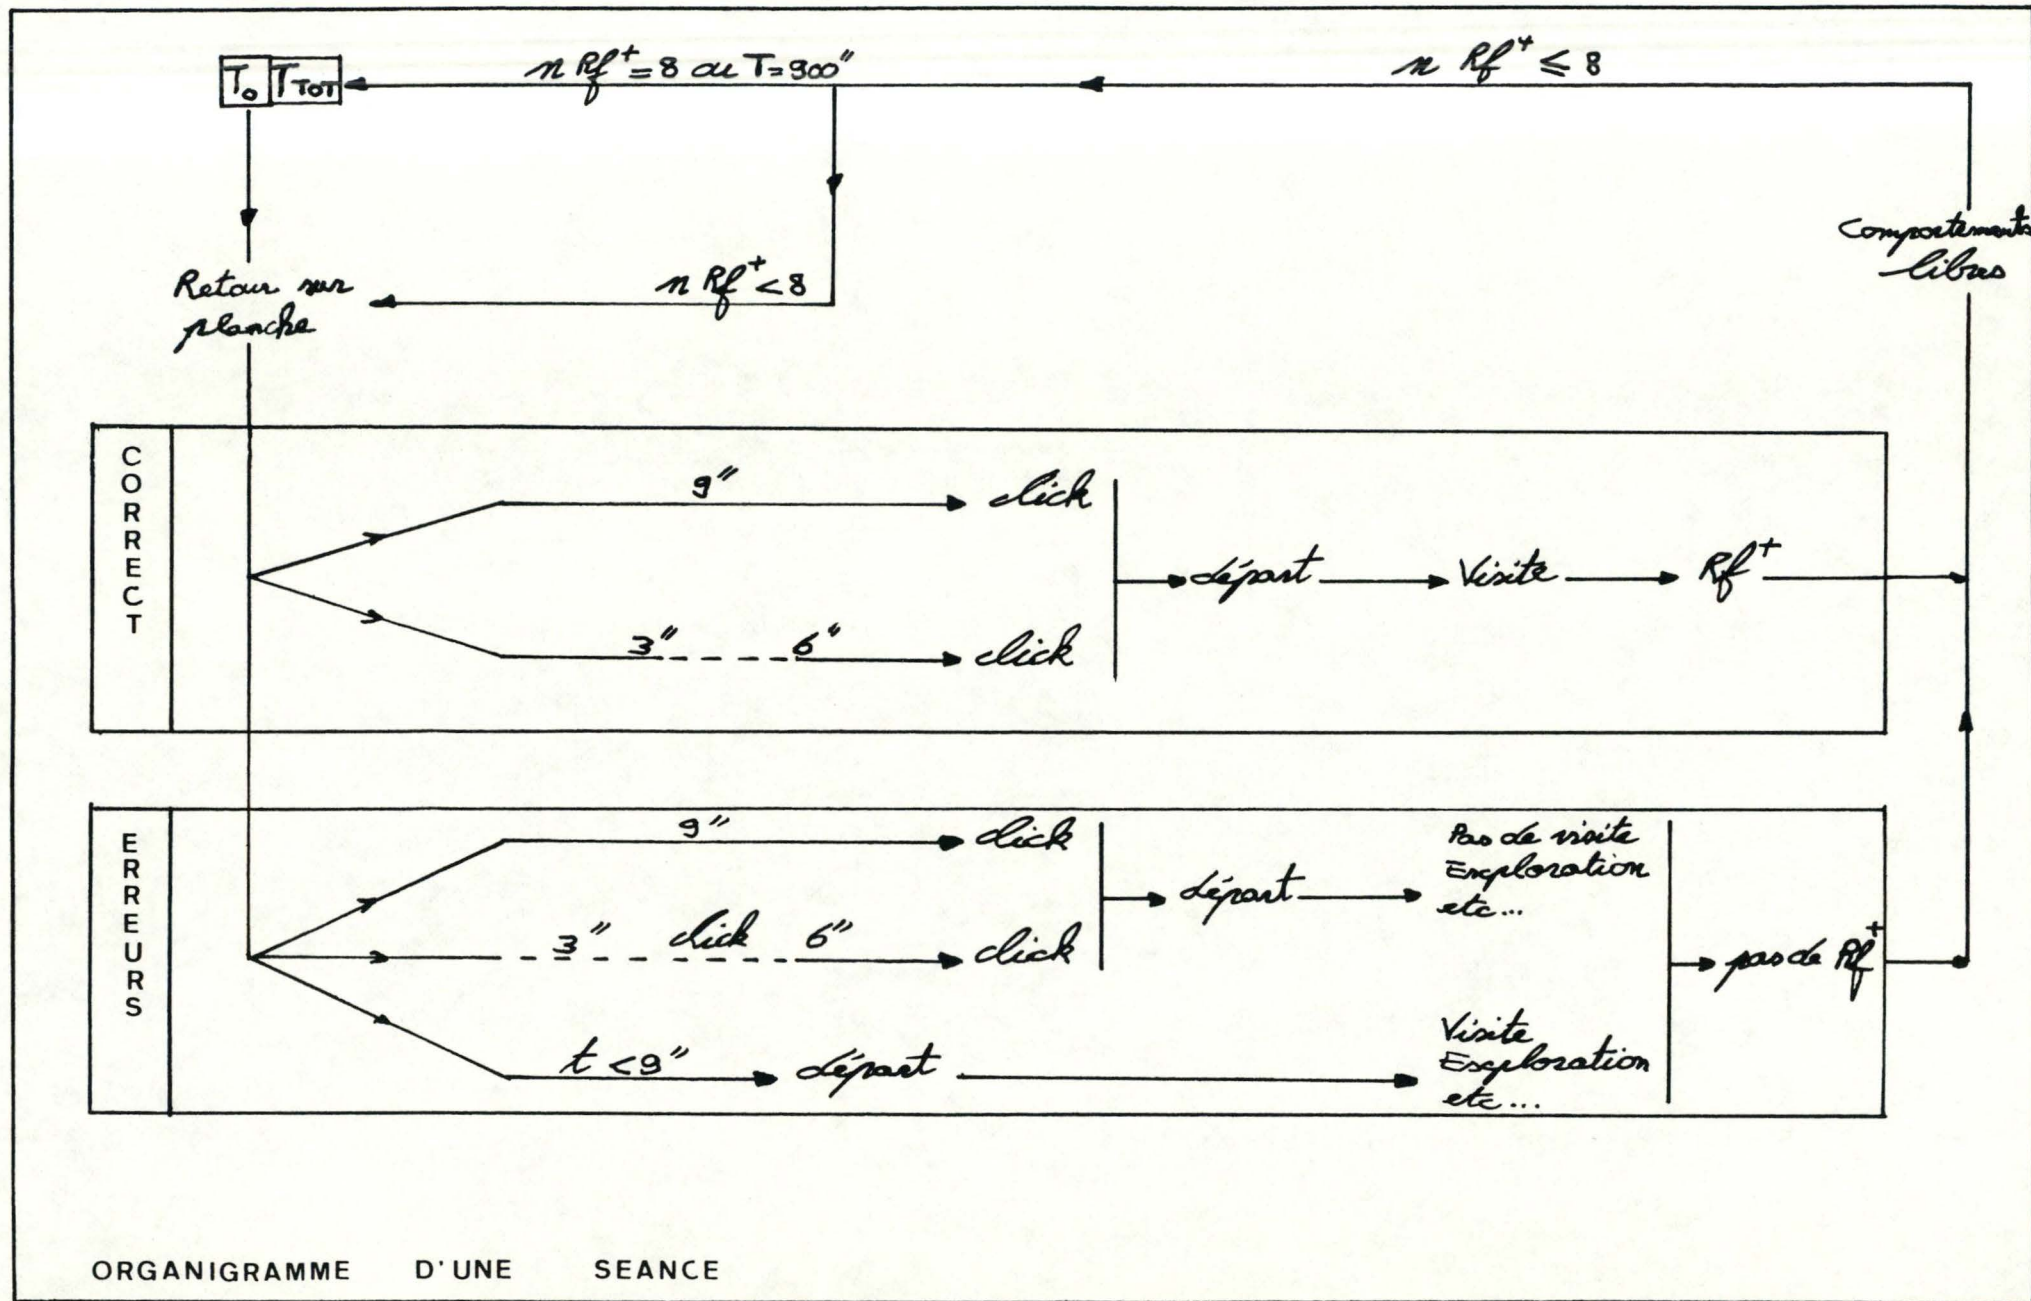 T₀ T TOT
n Rf⁺ = 8 ou T = 900"
n Rf⁺ ≤ 8
Comportements
libres
Retour sur
planche
n Rf⁺ < 8
CORRECT
9"
click
départ
Visite
Rf⁺
3" 6"
click
ERREURS
9"
click
départ
Pas de visite
Exploration
etc...
3" click 6"
click
pas de Rf⁺
t < 9"
départ
Visite
Exploration
etc...
ORGANIGRAMME D'UNE SEANCE